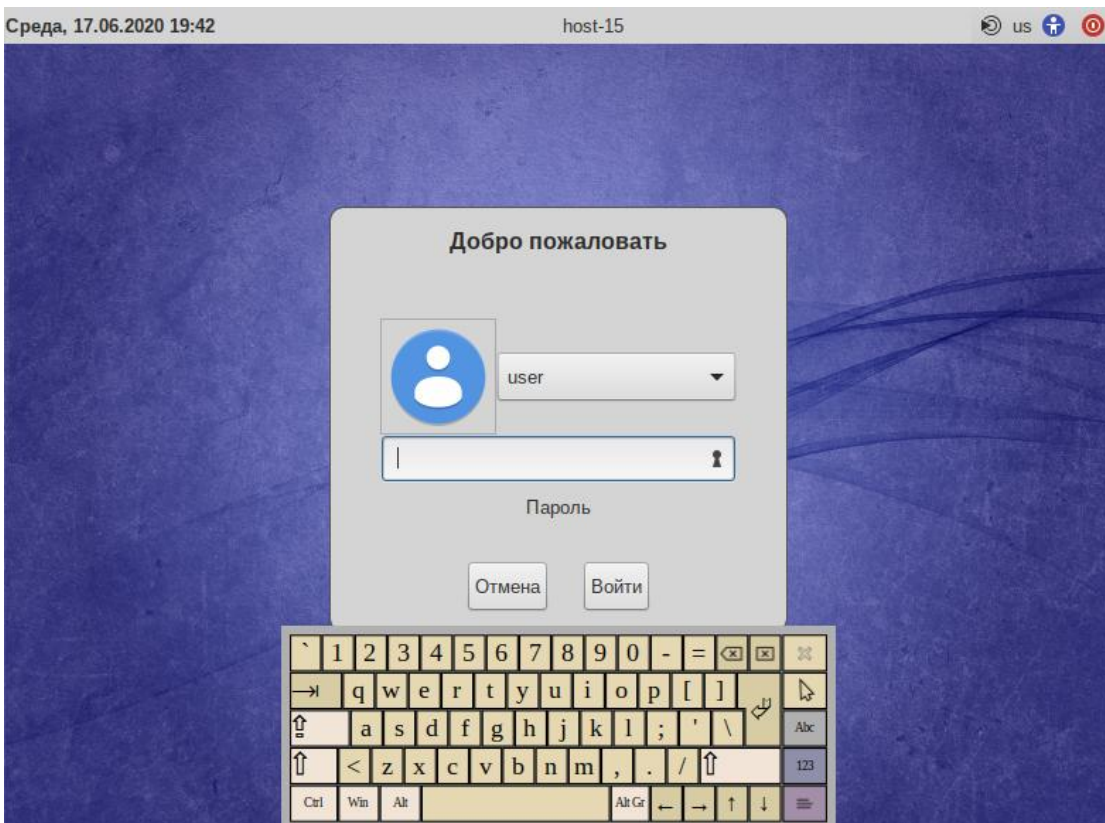 Среда, 17.06.2020 19:42 host-15 us
Добро пожаловать
user
Пароль
Отмена Войти
` 1 2 3 4 5 6 7 8 9 0 - =
q w e r t y u i o p [ ]
a s d f g h j k l ; ' \ Abc
< z x c v b n m , . / 123
Ctrl Win Alt Alt Gr ← → ↑ ↓